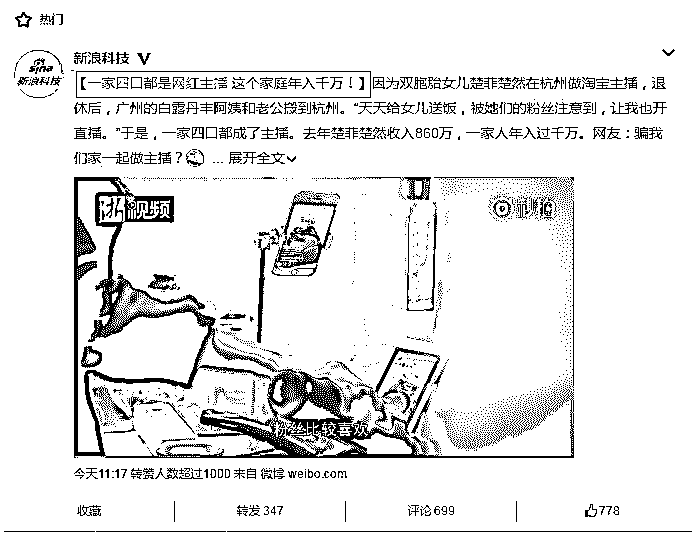 热门
新浪科技
sina
新浪科技
【一家四口都是网红主播 这个家庭年入千万！】因为双胞胎女儿楚菲楚然在杭州做淘宝主播，退
休后，广州的白露丹丰阿姨和老公搬到杭州。“天天给女儿送饭，被她们的粉丝注意到，让我也开
直播。”于是，一家四口都成了主播。去年楚菲楚然收入860万，一家人年入过千万。网友：骗我
们家一起做主播？ ... 展开全文
浙视频
秒拍
粉丝比较喜欢
今天11:17 转赞人数超过1000 来自 微博 weibo.com
收藏
转发 347
评论 699
778